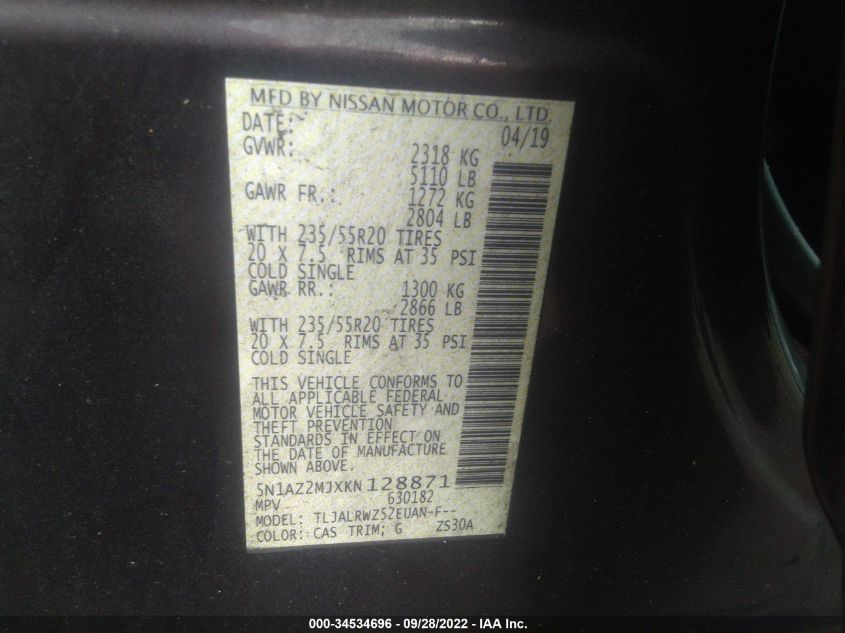 MFD BY NISSAN MOTOR CO., LTD.
DATE: 04/19
GVWR: 2318 KG
5110 LB
GAWR FR.: 1272 KG
2804 LB
WITH 235/55R20 TIRES
20 X 7.5 RIMS AT 35 PSI
COLD SINGLE
GAWR RR.: 1300 KG
2866 LB
WITH 235/55R20 TIRES
20 X 7.5 RIMS AT 35 PSI
COLD SINGLE
THIS VEHICLE CONFORMS TO
ALL APPLICABLE FEDERAL
MOTOR VEHICLE SAFETY AND
THEFT PREVENTION
STANDARDS IN EFFECT ON
THE DATE OF MANUFACTURE
SHOWN ABOVE.
5N1AZ2MJXKN128871
MPV 630182
MODEL: TLJALRWZ52EUAN-F--
COLOR: CAS TRIM; G ZS30A
000-34534696 - 09/28/2022 - IAA Inc.